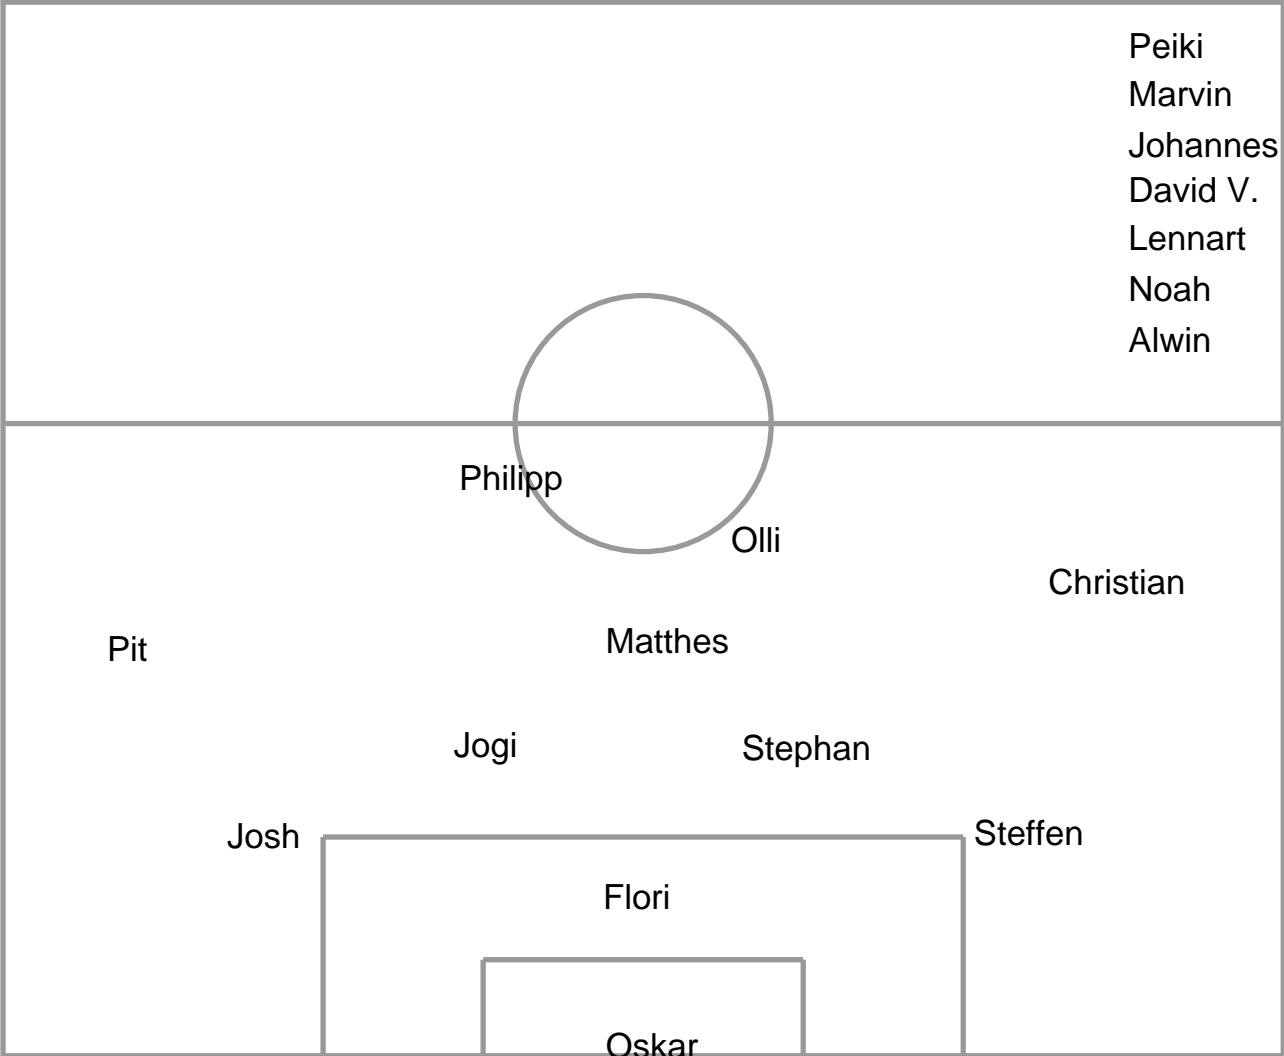 Peiki
Marvin
Johannes
David V.
Lennart
Noah
Alwin
Philipp
Olli
Christian
Matthes
Pit
Jogi
Stephan
Josh
Steffen
Flori
Oskar